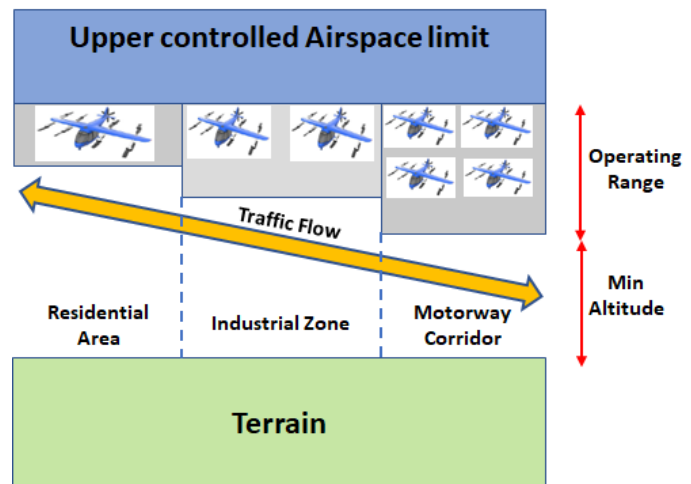 Upper controlled Airspace limit
Operating
Range
Traffic Flow
Min
Altitude
Residential
Area
Industrial Zone
Motorway
Corridor
Terrain